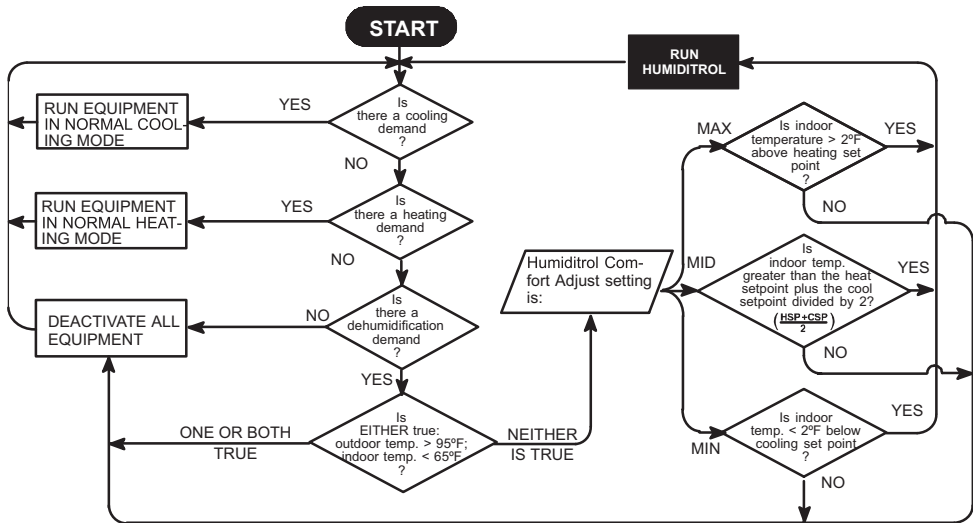 START
RUN
HUMIDITROL
RUN EQUIPMENT
IN NORMAL COOL-
ING MODE
YES
Is
there a cooling
demand
?
NO
RUN EQUIPMENT
IN NORMAL HEAT-
ING MODE
YES
Is
there a heating
demand
?
NO
DEACTIVATE ALL
EQUIPMENT
NO
Is
there a
dehumidification
demand
?
YES
ONE OR BOTH
TRUE
Is
EITHER true:
outdoor temp. > 95ºF;
indoor temp. < 65ºF
?
NEITHER
IS TRUE
Humiditrol Com-
fort Adjust setting
is:
MAX
Is indoor
temperature > 2ºF
above heating set
point
?
YES
NO
MID
Is
indoor temp.
greater than the heat
setpoint plus the cool
setpoint divided by 2?
(HSP+CSP
2)
YES
NO
MIN
Is indoor
temp. < 2ºF below
cooling set point
?
YES
NO